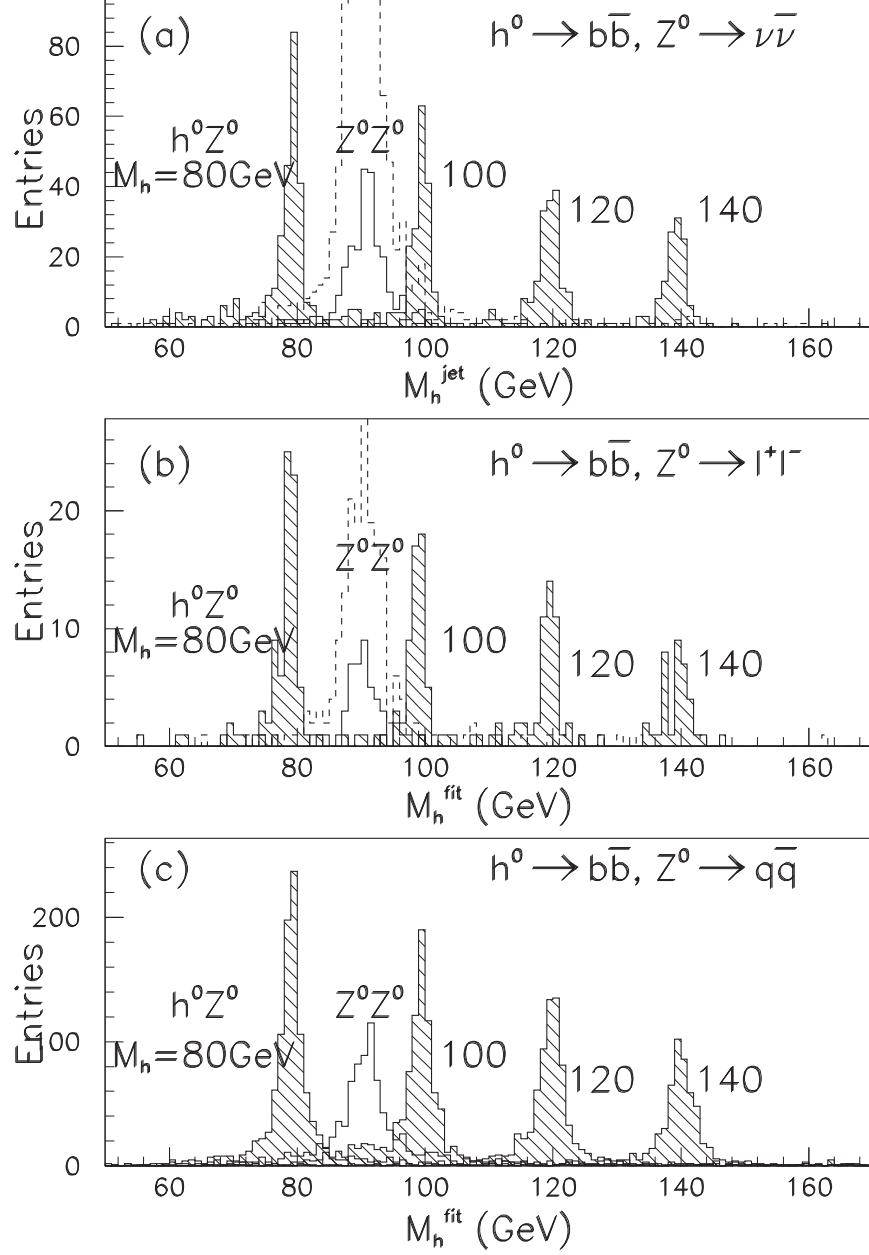 (a) h⁰ → bb̅, Z⁰ → νν̅
80
60
40
20
0
Entries
h⁰Z⁰
M_h=80GeV
Z⁰Z⁰
100
120
140
60 80 100 120 140 160
M_h^jet (GeV)
(b) h⁰ → bb̅, Z⁰ → l⁺l⁻
20
10
0
Entries
h⁰Z⁰
M_h=80GeV
Z⁰Z⁰
100
120
140
60 80 100 120 140 160
M_h^fit (GeV)
(c) h⁰ → bb̅, Z⁰ → qq̅
200
100
0
Entries
h⁰Z⁰
M_h=80GeV
Z⁰Z⁰
100
120
140
60 80 100 120 140 160
M_h^fit (GeV)